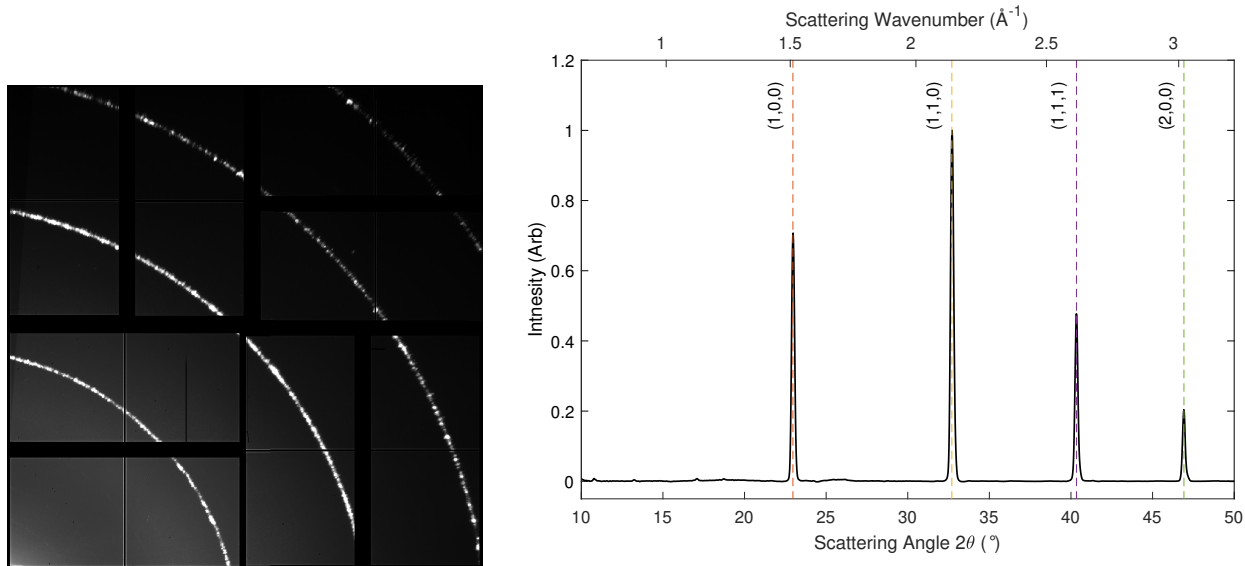 Scattering Wavenumber (Å-1)
1 1.5 2 2.5 3
1.2
1
0.8
0.6
0.4
0.2
0
Intnesity (Arb)
(1,0,0)
(1,1,0)
(1,1,1)
(2,0,0)
10 15 20 25 30 35 40 45 50
Scattering Angle 2θ (°)